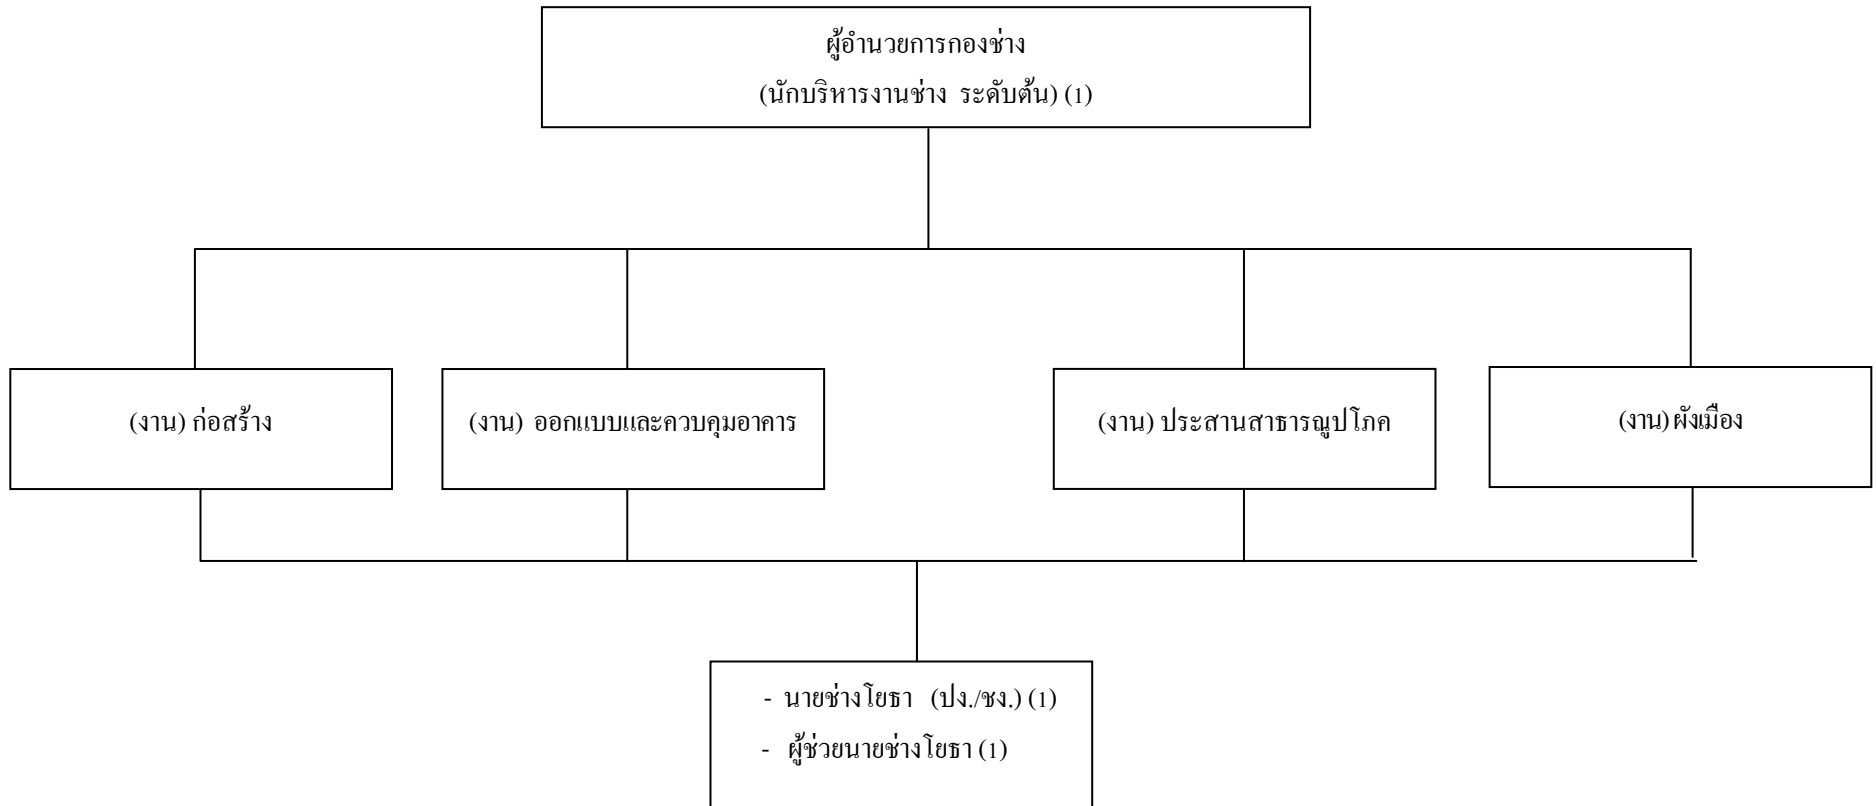 ผู้อำนวยการกองช่าง
(นักบริหารงานช่าง ระดับต้น) (1)
(งาน) ก่อสร้าง
(งาน) ออกแบบและควบคุมอาคาร
(งาน) ประสานสาธารณูปโภค
(งาน) ผังเมือง
- นายช่างโยธา (ปง./ชง.) (1)
- ผู้ช่วยนายช่างโยธา (1)